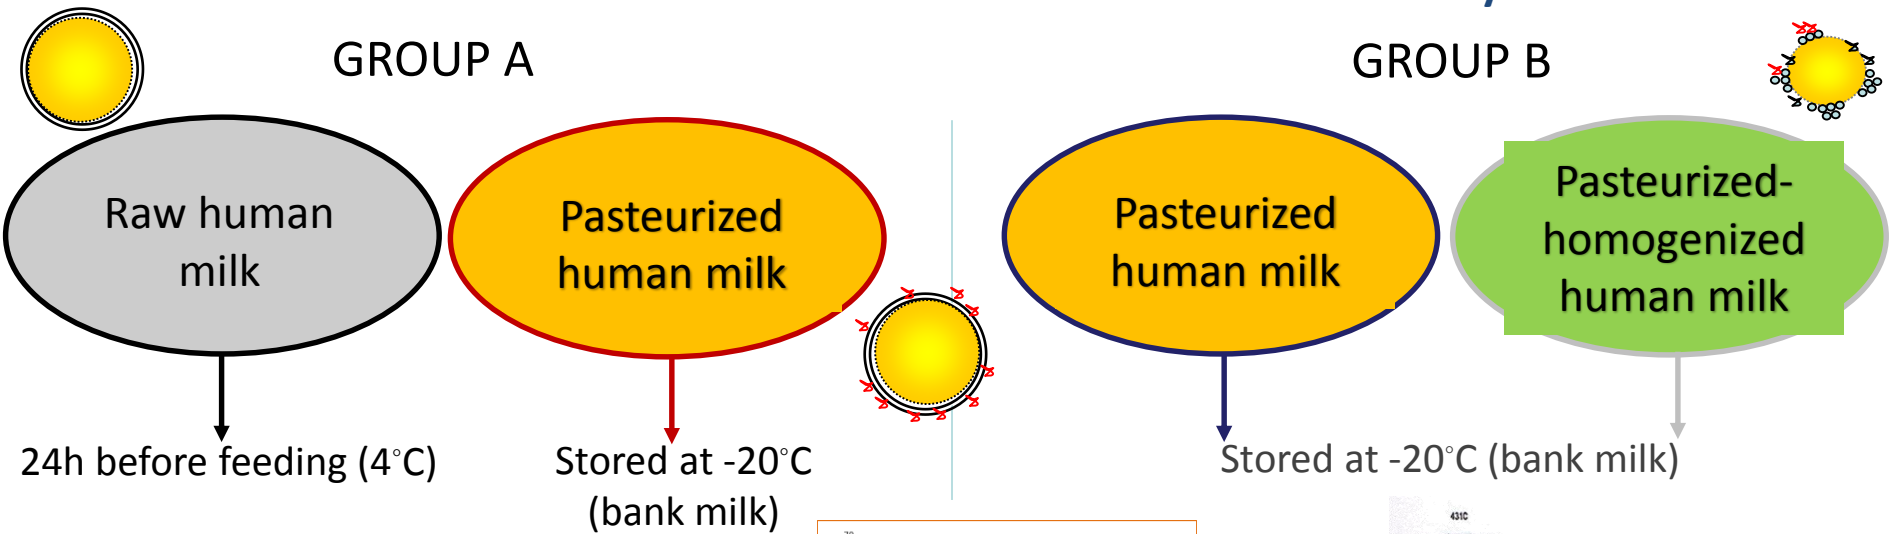 GROUP A
GROUP B
Raw human
milk
Pasteurized
human milk
Pasteurized
human milk
Pasteurized-
homogenized
human milk
24h before feeding (4°C)
Stored at -20°C
(bank milk)
Stored at -20°C (bank milk)
431C